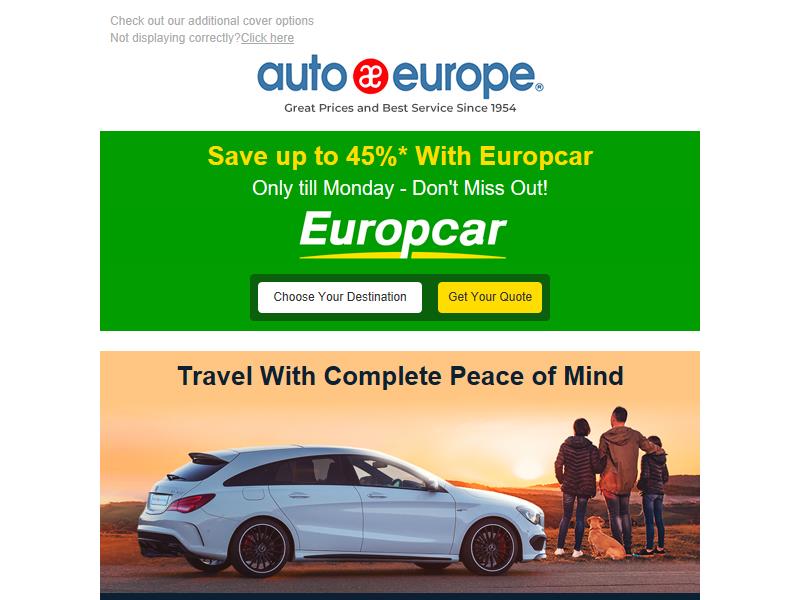 Check out our additional cover options
Not displaying correctly?Click here
auto æ europe®
Great Prices and Best Service Since 1954
Save up to 45%* With Europcar
Only till Monday - Don't Miss Out!
Europcar
Choose Your Destination Get Your Quote
Travel With Complete Peace of Mind